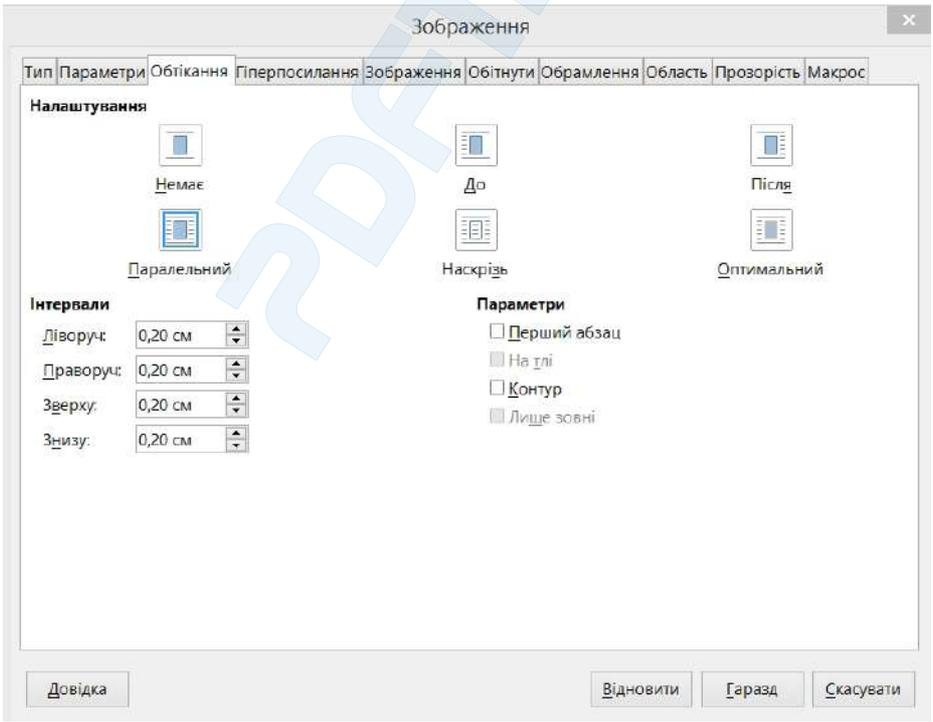 Зображення
Тип Параметри Обтікання Гіперпосилання Зображення Обітнути Обрамлення Область Прозорість Макрос
Налаштування
Немає До Після
Паралельний Наскрізь Оптимальний
Інтервали Параметри
Ліворуч: 0,20 см Перший абзац
Праворуч: 0,20 см На тлі
Зверху: 0,20 см Контур
Знизу: 0,20 см Лише зовні
Довідка Відновити Гаразд Скасувати